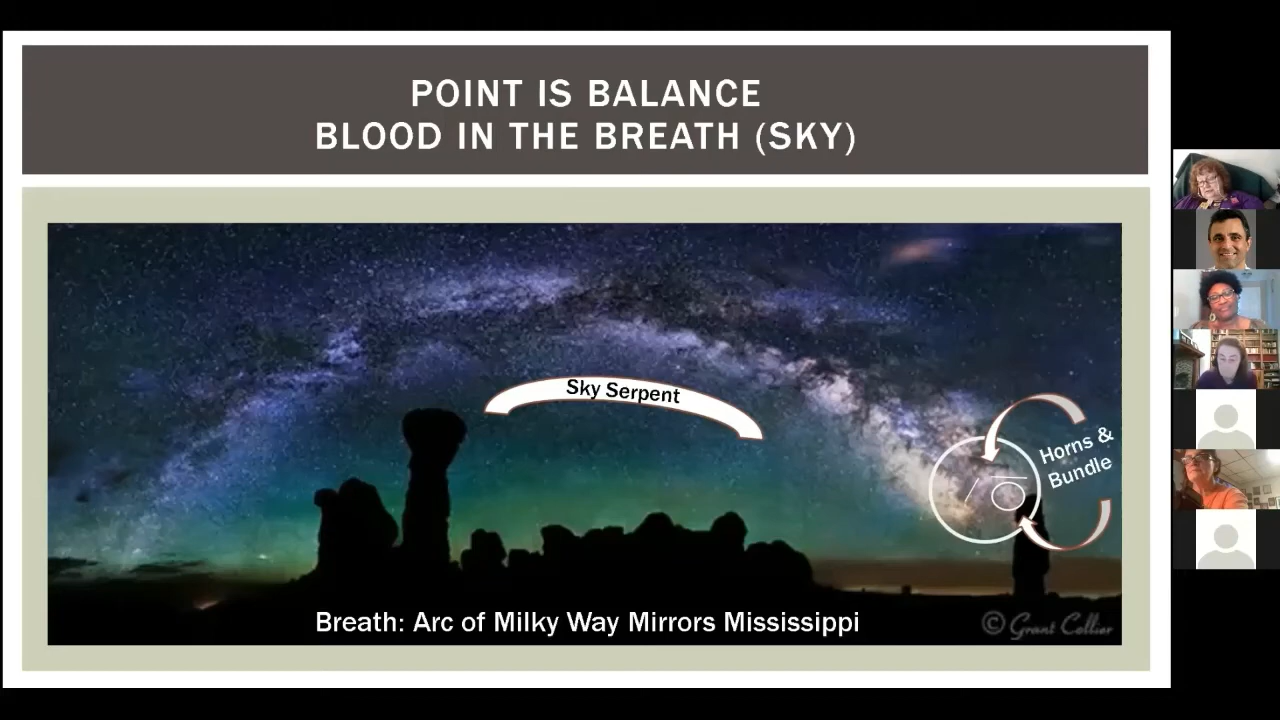 POINT IS BALANCE
BLOOD IN THE BREATH (SKY)
Sky Serpent
Horns &
Bundle
Breath: Arc of Milky Way Mirrors Mississippi
© Grant Collier